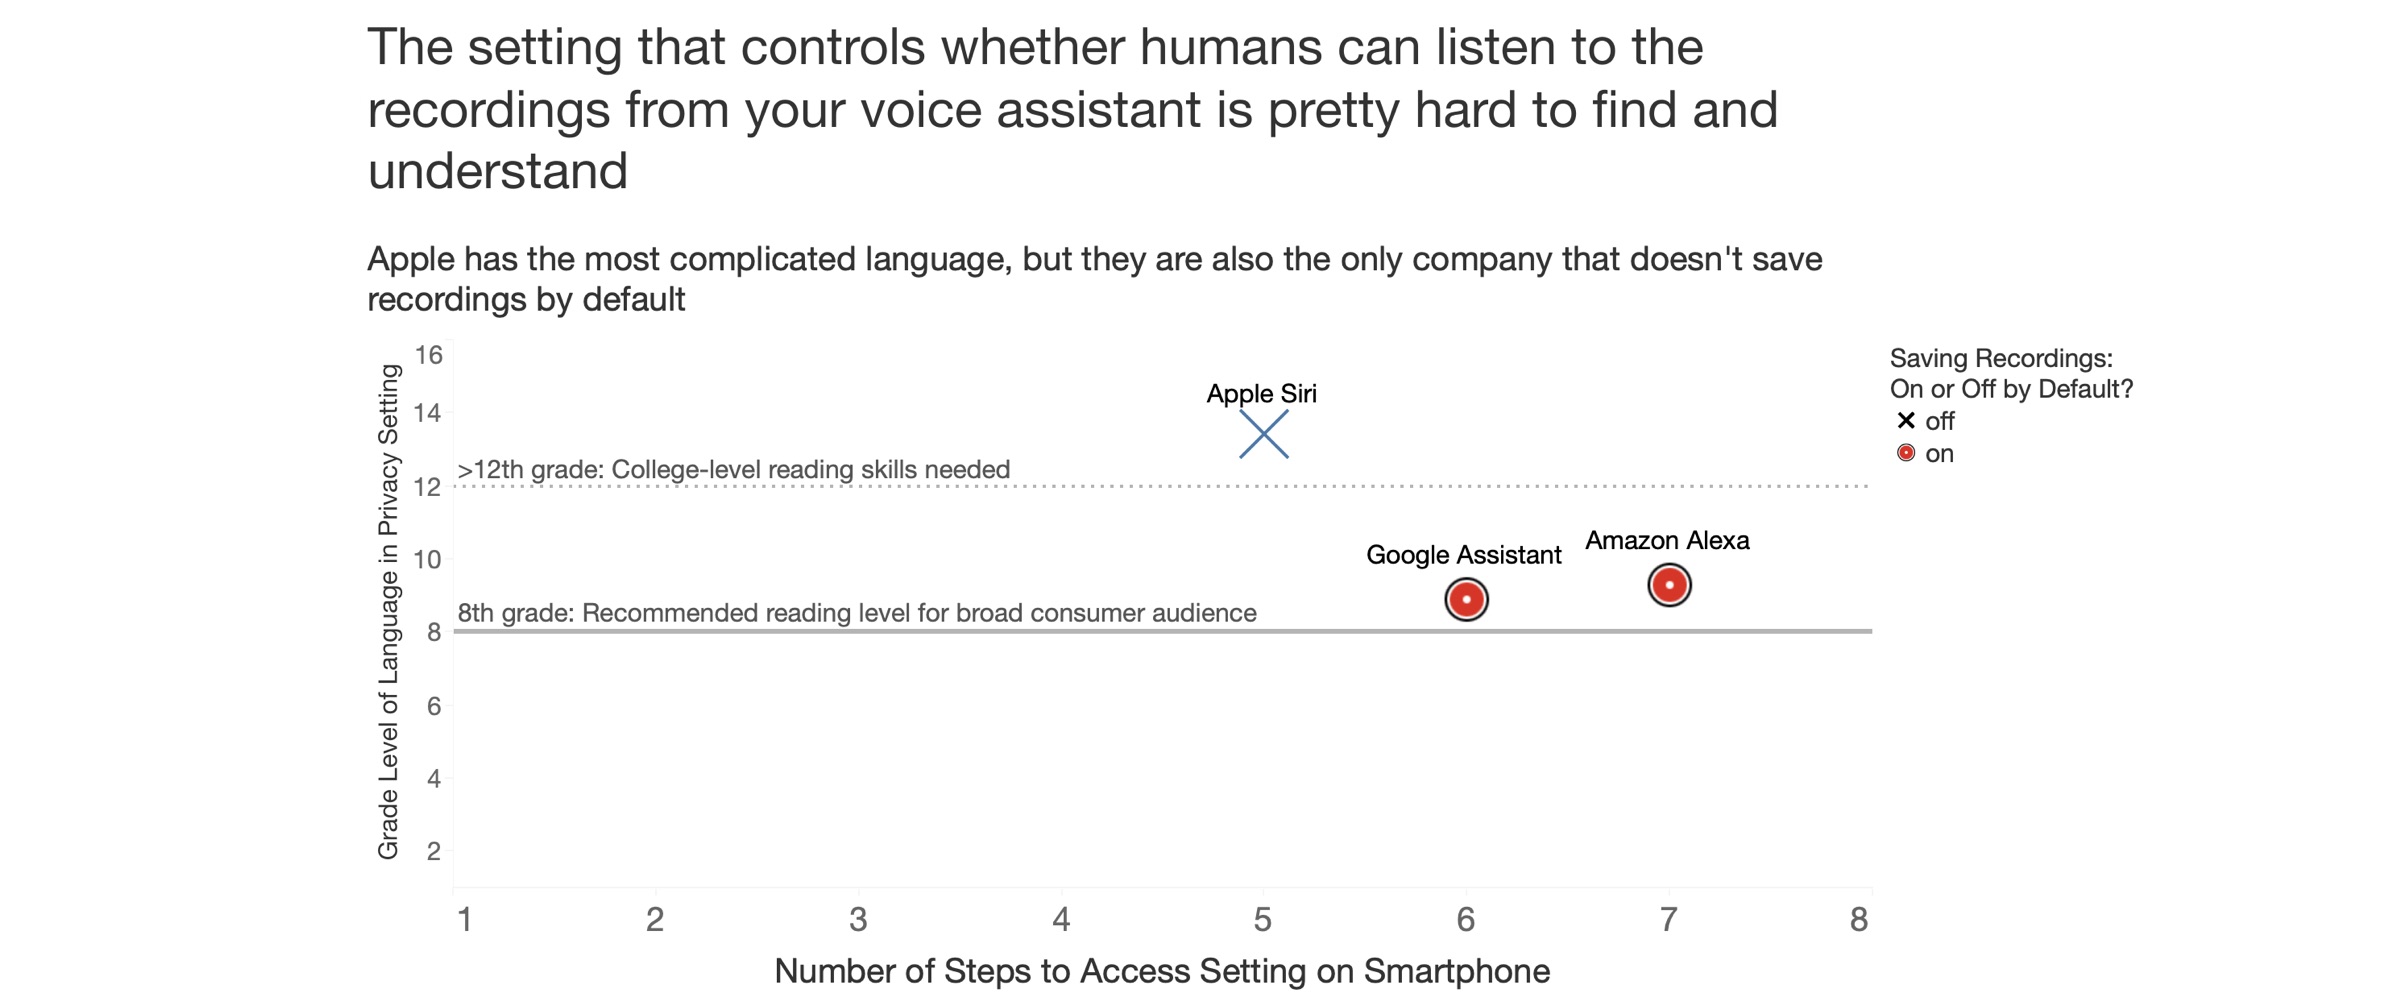 The setting that controls whether humans can listen to the
recordings from your voice assistant is pretty hard to find and
understand
Apple has the most complicated language, but they are also the only company that doesn't save
recordings by default
Grade Level of Language in Privacy Setting
16
14
12
10
8
6
4
2
Apple Siri
>12th grade: College-level reading skills needed
Google Assistant
Amazon Alexa
8th grade: Recommended reading level for broad consumer audience
1 2 3 4 5 6 7 8
Number of Steps to Access Setting on Smartphone
Saving Recordings:
On or Off by Default?
off
on